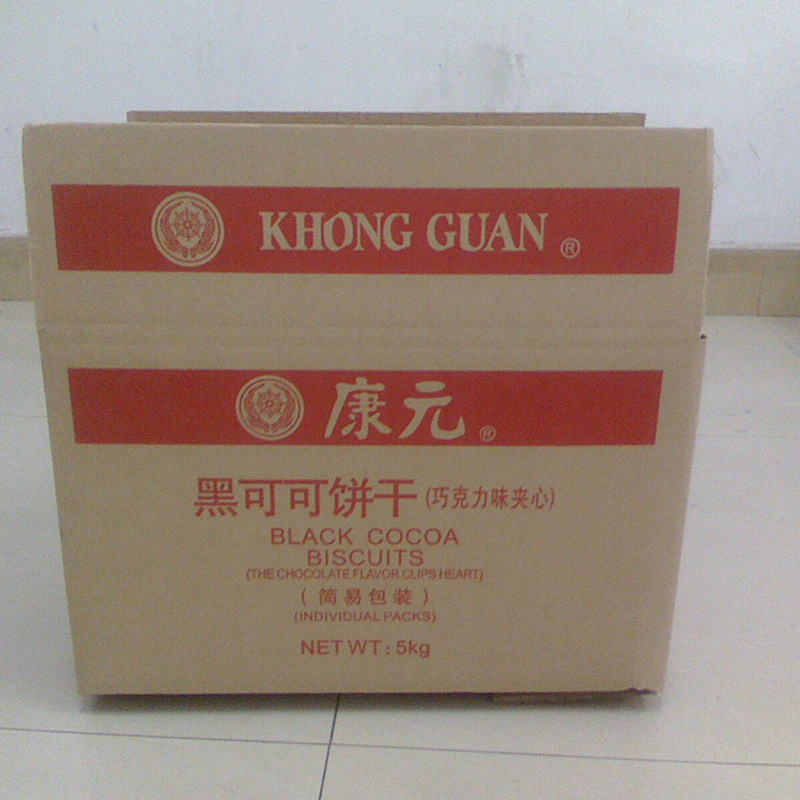 KHONG GUAN ®
康元 ®
黑可可饼干(巧克力味夹心)
BLACK COCOA
BISCUITS
(THE CHOCOLATE FLAVOR CLIPS HEART)
(简易包装)
(INDIVIDUAL PACKS)
NET WT: 5kg